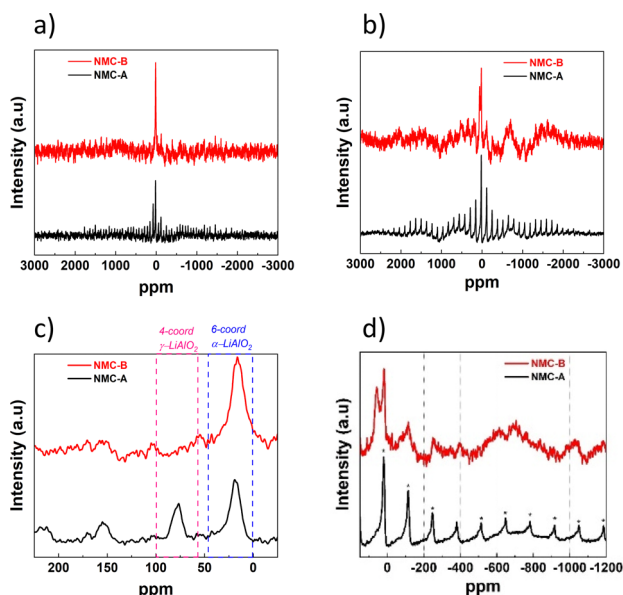 a)
b)
NMC-B
NMC-A
NMC-B
NMC-A
Intensity (a.u)
Intensity (a.u)
3000 2000 1000 0 -1000 -2000 -3000
3000 2000 1000 0 -1000 -2000 -3000
ppm
ppm
c)
4-coord
γ-LiAlO₂
6-coord
α-LiAlO₂
d)
NMC-B
NMC-A
NMC-B
NMC-A
Intensity (a.u)
Intensity (a.u)
* * * * * * * * *
200 150 100 50 0
0 -200 -400 -600 -800 -1000 -1200
ppm
ppm